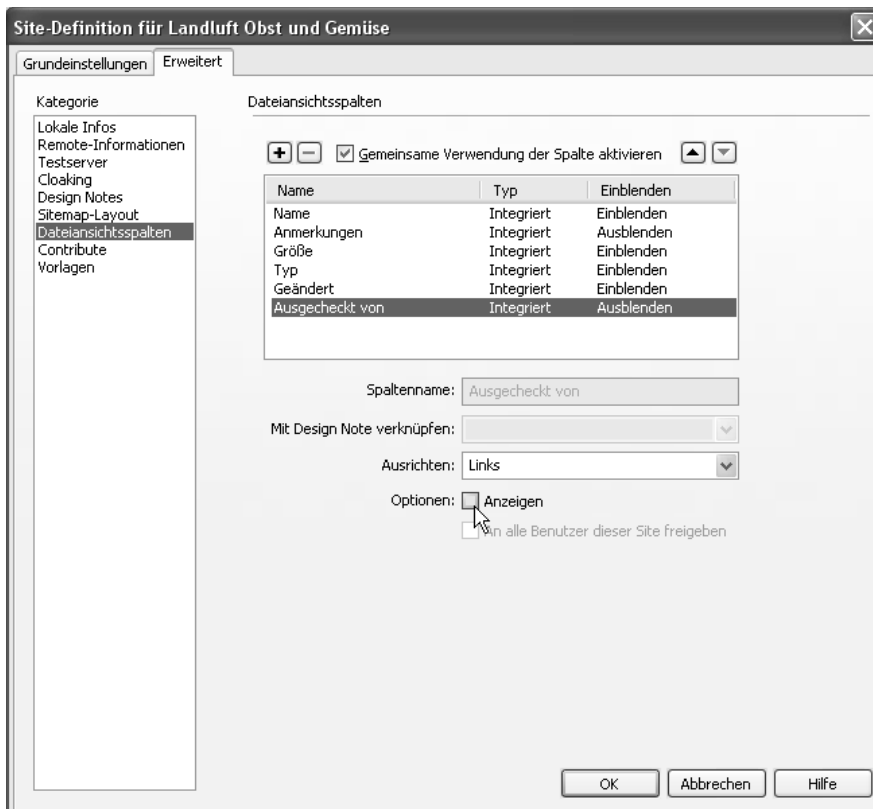 Site-Definition für Landluft Obst und Gemüse
Grundeinstellungen Erweitert
Kategorie
Lokale Infos
Remote-Informationen
Testserver
Cloaking
Design Notes
Sitemap-Layout
Dateiansichtsspalten
Contribute
Vorlagen
Dateiansichtsspalten
Gemeinsame Verwendung der Spalte aktivieren
Name Typ Einblenden
Name Integriert Einblenden
Anmerkungen Integriert Ausblenden
Größe Integriert Einblenden
Typ Integriert Einblenden
Geändert Integriert Einblenden
Ausgecheckt von Integriert Ausblenden
Spaltenname: Ausgecheckt von
Mit Design Note verknüpfen:
Ausrichten: Links
Optionen: Anzeigen
An alle Benutzer dieser Site freigeben
OK Abbrechen Hilfe